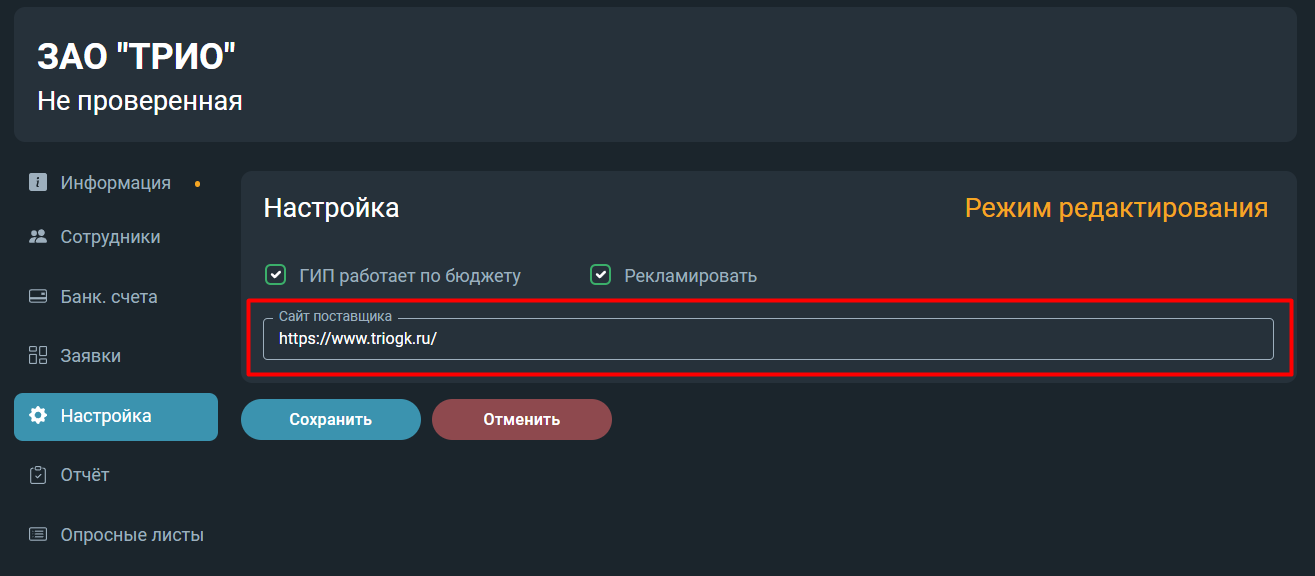 ЗАО "ТРИО"
Не проверенная
Информация
Сотрудники
Банк. счета
Заявки
Настройка
Отчёт
Опросные листы
Настройка
Режим редактирования
ГИП работает по бюджету
Рекламировать
Сайт поставщика
https://www.triogk.ru/
Сохранить
Отменить